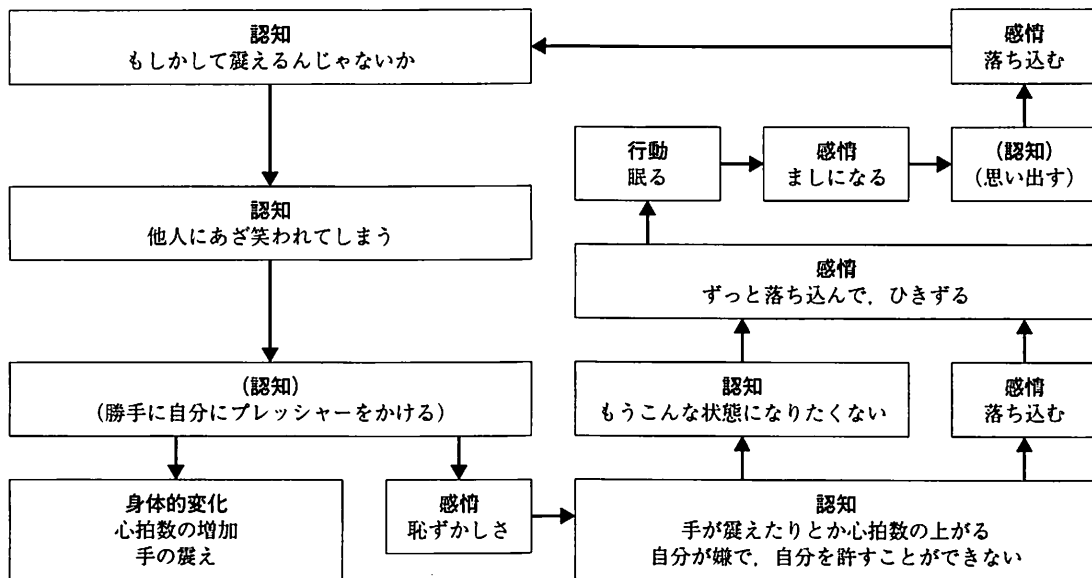 認知
もしかして震えるんじゃないか
感情
落ち込む
行動
眠る
感情
ましになる
(認知)
(思い出す)
認知
他人にあざ笑われてしまう
感情
ずっと落ち込んで，ひきずる
(認知)
(勝手に自分にプレッシャーをかける)
認知
もうこんな状態になりたくない
感情
落ち込む
身体的変化
心拍数の増加
手の震え
感情
恥ずかしさ
認知
手が震えたりとか心拍数の上がる
自分が嫌で，自分を許すことができない